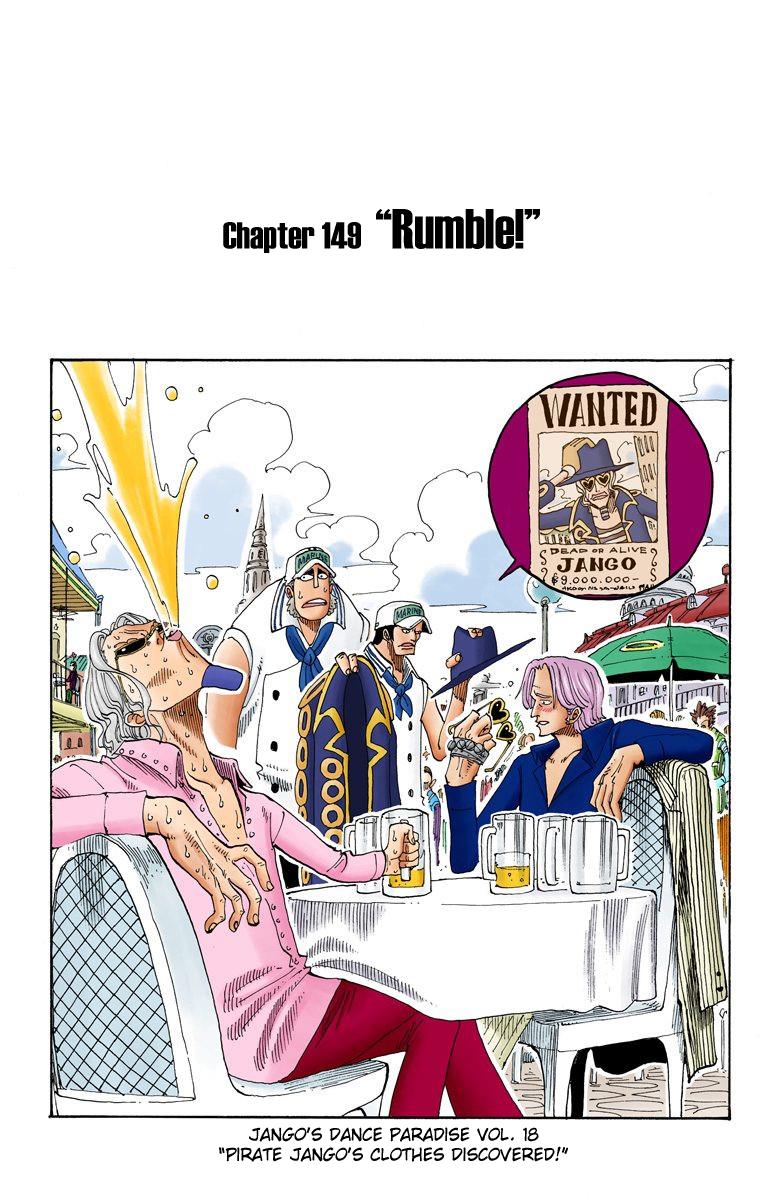 Chapter 149 “Rumble!”
WANTED
DEAD OR ALIVE
JANGO
9,000,000-
MARINE
MARINE
JANGO'S DANCE PARADISE VOL. 18
"PIRATE JANGO'S CLOTHES DISCOVERED!"